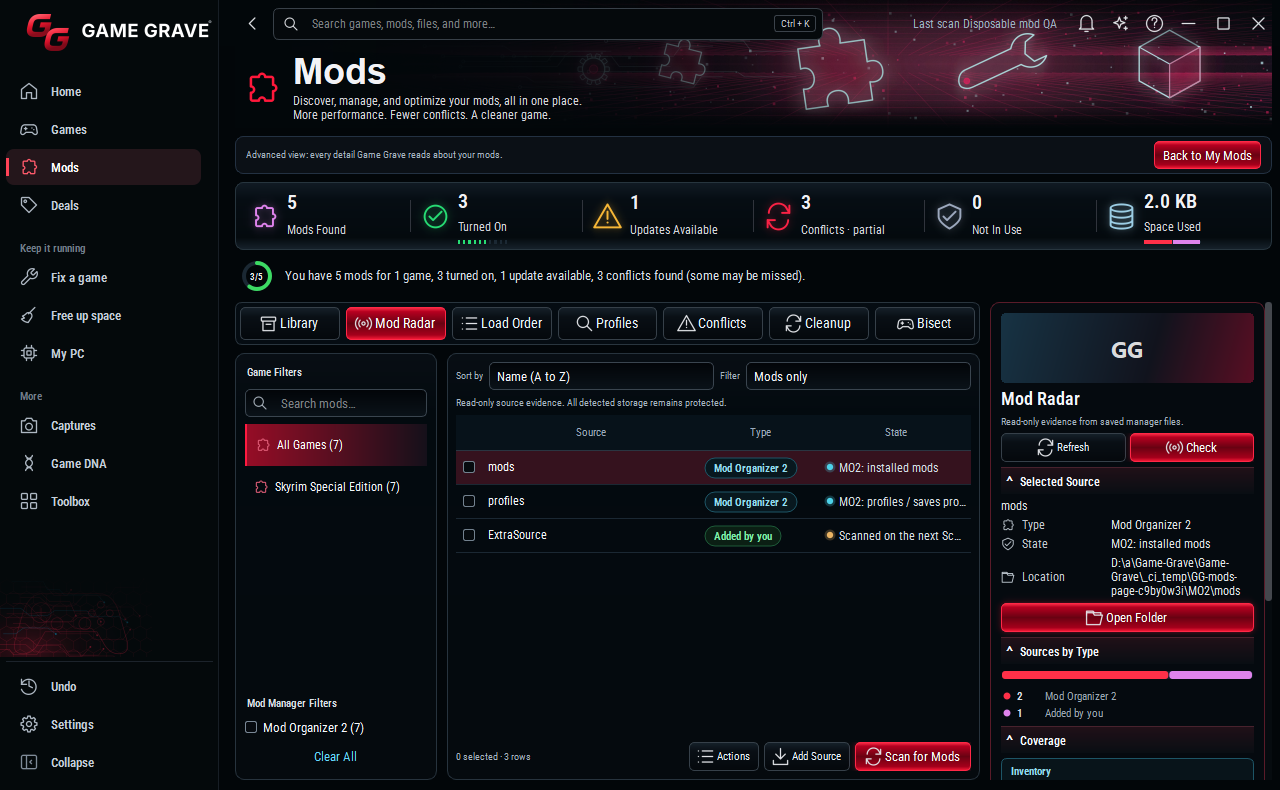 GAME GRAVE
Search games, mods, files, and more...
Ctrl + K
Last scan Disposable mbd QA
Home
Games
Mods
Deals
Keep it running
Fix a game
Free up space
My PC
More
Captures
Game DNA
Toolbox
Undo
Settings
Collapse
Mods
Discover, manage, and optimize your mods, all in one place.
More performance. Fewer conflicts. A cleaner game.
Advanced view: every detail Game Grave reads about your mods.
Back to My Mods
5
Mods Found
3
Turned On
1
Updates Available
3
Conflicts · partial
0
Not In Use
2.0 KB
Space Used
3/5
You have 5 mods for 1 game, 3 turned on, 1 update available, 3 conflicts found (some may be missed).
Library
Mod Radar
Load Order
Profiles
Conflicts
Cleanup
Bisect
Game Filters
Search mods...
All Games (7)
Skyrim Special Edition (7)
Mod Manager Filters
Mod Organizer 2 (7)
Clear All
Sort by
Name (A to Z)
Filter
Mods only
Read-only source evidence. All detected storage remains protected.
Source Type State
mods Mod Organizer 2 MO2: installed mods
profiles Mod Organizer 2 MO2: profiles / saves pro...
ExtraSource Added by you Scanned on the next Sc...
0 selected · 3 rows
Actions
Add Source
Scan for Mods
GG
Mod Radar
Read-only evidence from saved manager files.
Refresh
Check
^ Selected Source
mods
Type Mod Organizer 2
State MO2: installed mods
Location D:\a\Game-Grave\Game-
Grave\_ci_temp\GG-mods-
page-c9by0w3i\MO2\mods
Open Folder
^ Sources by Type
2 Mod Organizer 2
1 Added by you
^ Coverage
Inventory